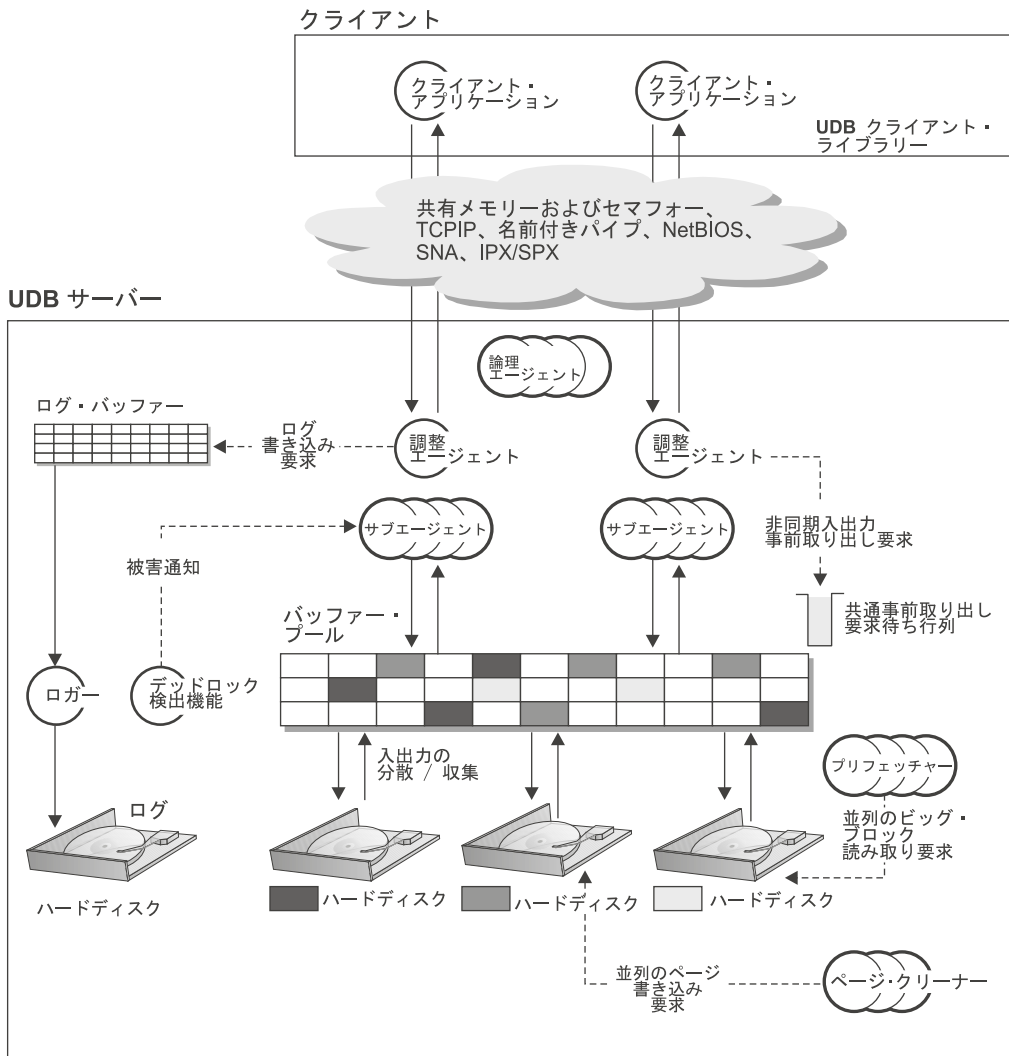 クライアント
クライアント・
アプリケーション
クライアント・
アプリケーション
UDB クライアント・
ライブラリー
共有メモリーおよびセマフォー、
TCPIP、名前付きパイプ、NetBIOS、
SNA、IPX/SPX
UDB サーバー
論理
エージェント
ログ・バッファー
ログ
書き込み
要求
調整
エージェント
調整
エージェント
サブエージェント
サブエージェント
非同期入出力
事前取り出し要求
被害通知
共通事前取り出し
要求待ち行列
バッファー・
プール
ロガー
デッドロック
検出機能
入出力の
分散 / 収集
プリフェッチャー
ログ
並列のビッグ・
ブロック
読み取り要求
ハードディスク
ハードディスク
ハードディスク
ハードディスク
並列のページ
書き込み
要求
ページ・クリーナー